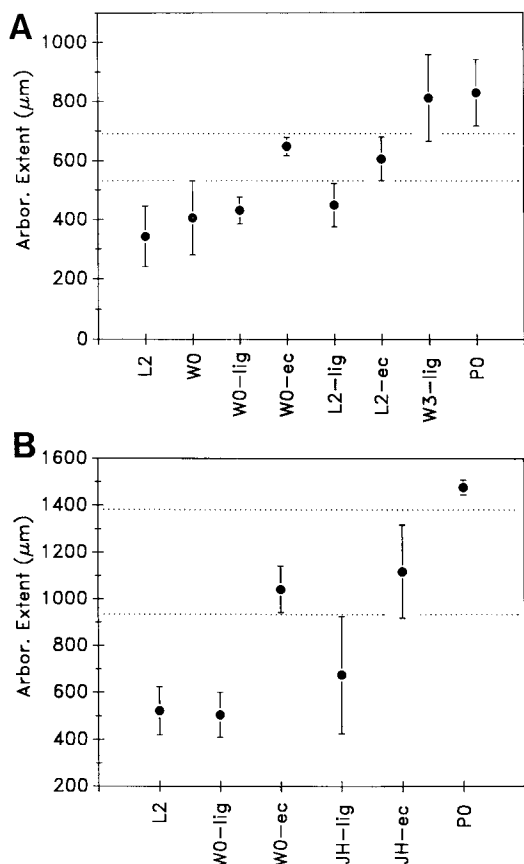 A
Arbor. Extent (μm)
1000
800
600
400
200
0
L2
W0
W0-lig
W0-ec
L2-lig
L2-ec
W3-lig
P0
B
Arbor. Extent (μm)
1600
1400
1200
1000
800
600
400
200
L2
W0-lig
W0-ec
JH-lig
JH-ec
P0